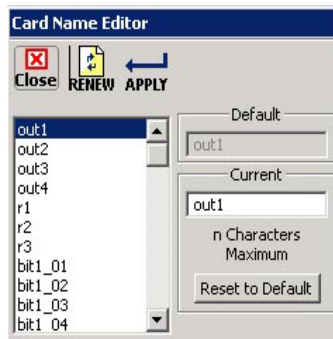 Card Name Editor
Close RENEW APPLY
out1
out2
out3
out4
r1
r2
r3
bit1_01
bit1_02
bit1_03
bit1_04
Default
out1
Current
out1
n Characters
Maximum
Reset to Default